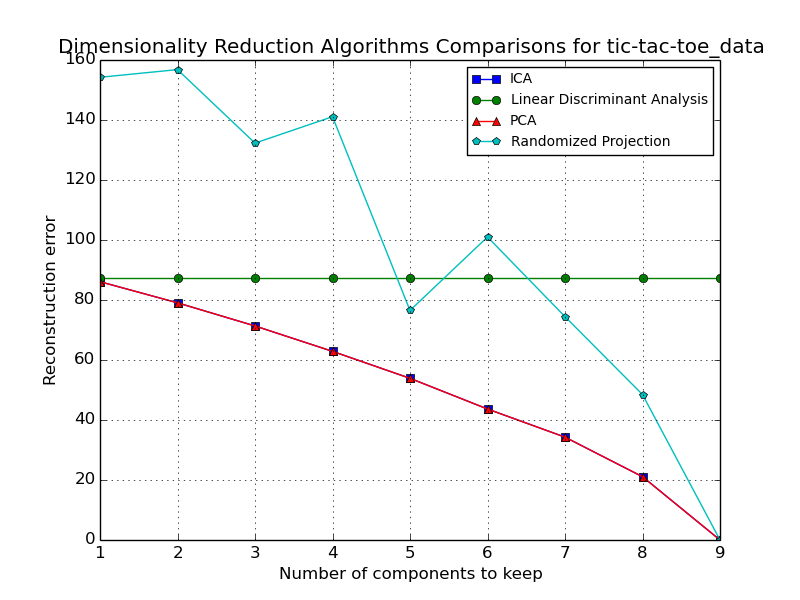 Dimensionality Reduction Algorithms Comparisons for tic-tac-toe_data
160
140
120
100
80
60
40
20
0
Reconstruction error
ICA
Linear Discriminant Analysis
PCA
Randomized Projection
1 2 3 4 5 6 7 8 9
Number of components to keep